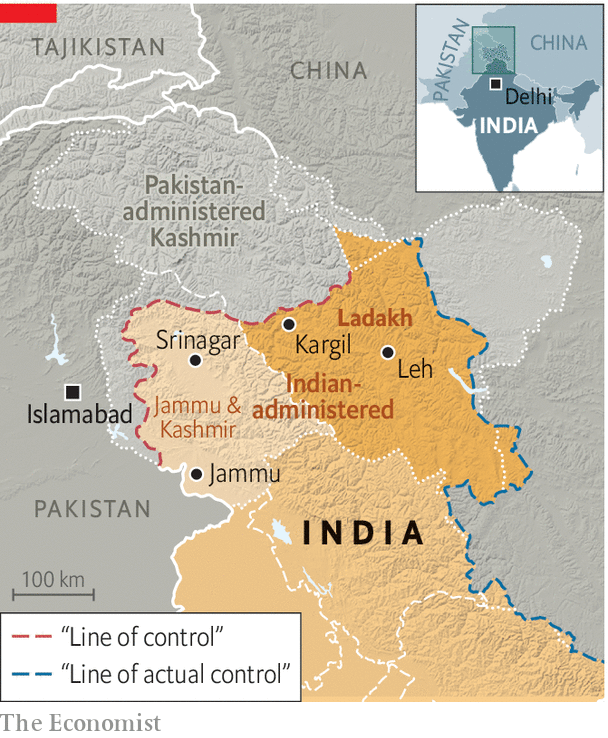 TAJIKISTAN
CHINA
PAKISTAN
CHINA
Delhi
INDIA
Pakistan-
administered
Kashmir
Ladakh
Srinagar
Kargil
Leh
Indian-
administered
Jammu &
Kashmir
Islamabad
Jammu
PAKISTAN
INDIA
100 km
“Line of control”
“Line of actual control”
The Economist